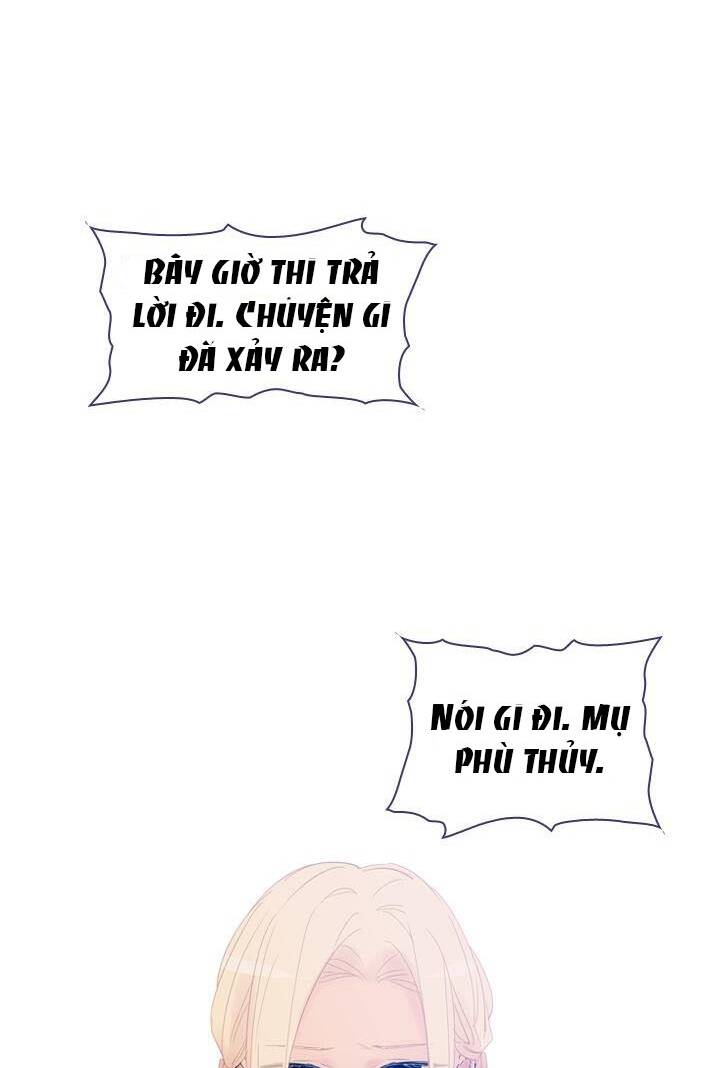 BÂY GIỜ THÌ TRẢ
LỜI ĐI. CHUYỆN GÌ
ĐÃ XẢY RA?
NÓI GÌ ĐI. MỤ
PHÙ THỦY.